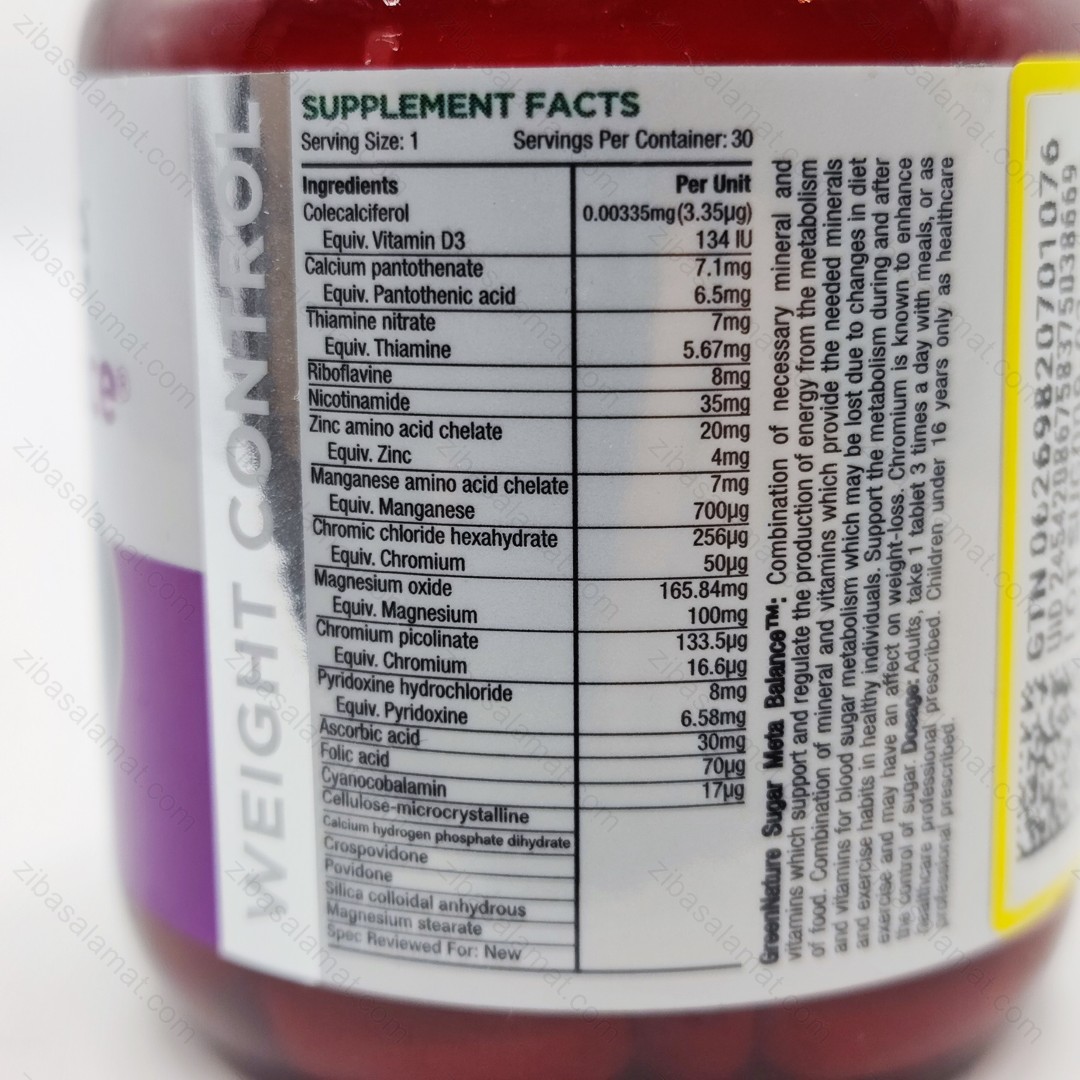 WEIGHT CONTROL
SUPPLEMENT FACTS
Serving Size: 1 Servings Per Container: 30
Ingredients Per Unit
Colecalciferol 0.00335mg (3.35µg)
Equiv. Vitamin D3 134 IU
Calcium pantothenate 7.1mg
Equiv. Pantothenic acid 6.5mg
Thiamine nitrate 7mg
Equiv. Thiamine 5.67mg
Riboflavine 8mg
Nicotinamide 35mg
Zinc amino acid chelate 20mg
Equiv. Zinc 4mg
Manganese amino acid chelate 7mg
Equiv. Manganese 700µg
Chromic chloride hexahydrate 256µg
Equiv. Chromium 50µg
Magnesium oxide 165.84mg
Equiv. Magnesium 100mg
Chromium picolinate 133.5µg
Equiv. Chromium 16.6µg
Pyridoxine hydrochloride 8mg
Equiv. Pyridoxine 6.58mg
Ascorbic acid 30mg
Folic acid 70µg
Cyanocobalamin 17µg
Cellulose-microcrystalline
Calcium hydrogen phosphate dihydrate
Crospovidone
Povidone
Silica colloidal anhydrous
Magnesium stearate
Spec Reviewed For: New
GreenNature Sugar Meta Balance™: Combination of necessary mineral and
vitamins which support and regulate the production of energy from the metabolism
of food. Combination of mineral and vitamins which provide the needed minerals
and vitamins for blood sugar metabolism which may be lost due to changes in diet
and exercise habits in healthy individuals. Support the metabolism during and after
exercise and may have an affect on weight-loss. Chromium is known to enhance
the control of sugar. Dosage: Adults, take 1 tablet 3 times a day with meals, or as
healthcare professional prescribed. Children under 16 years only as healthcare
professional prescribed.
GTIN 06269820701076
UID 24542086758375038669
zibasalamat.com